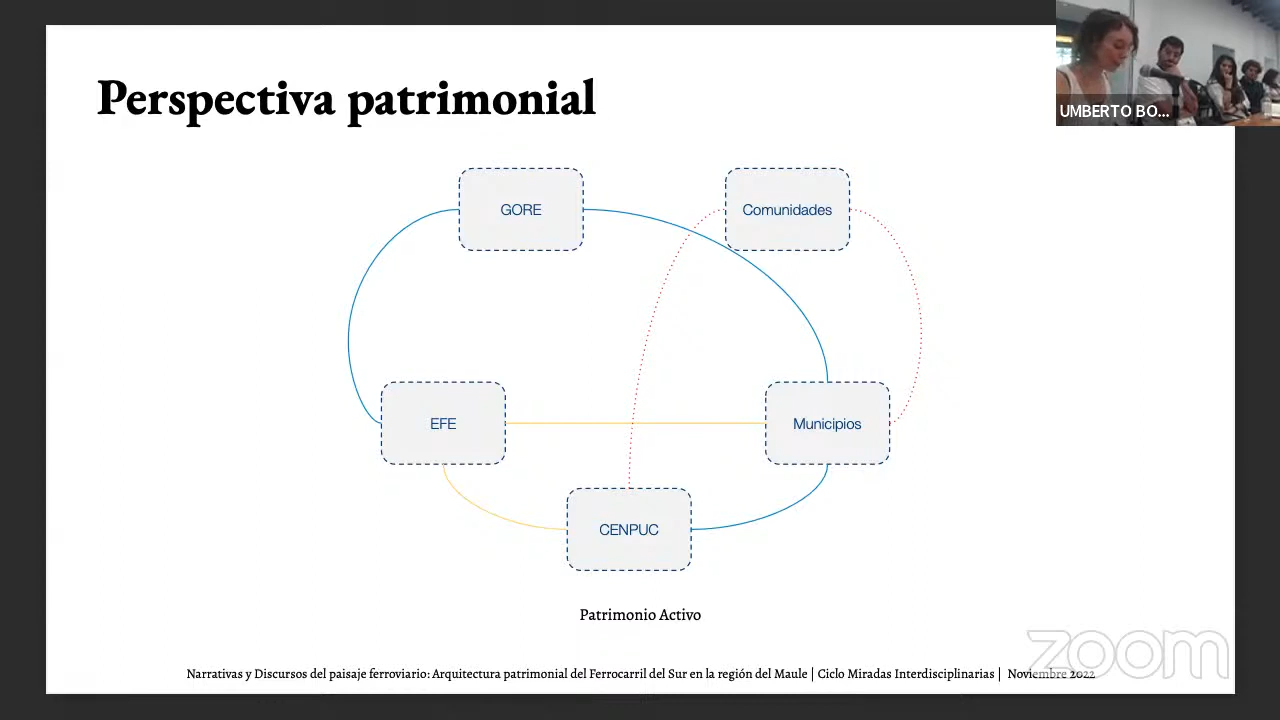 Perspectiva patrimonial
UMBERTO BO...
GORE
Comunidades
EFE
Municipios
CENPUC
Patrimonio Activo
Narrativas y Discursos del paisaje ferroviario: Arquitectura patrimonial del Ferrocarril del Sur en la región del Maule | Ciclo Miradas Interdisciplinarias | Noviembre 2022
zoom